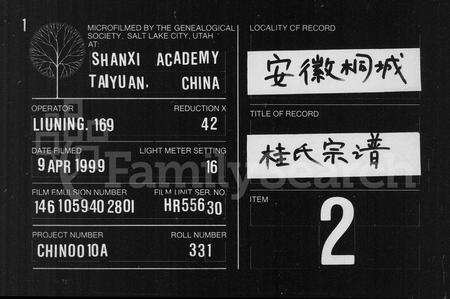 1
MICROFILMED BY THE GENEALOGICAL
SOCIETY, SALT LAKE CITY, UTAH
AT:
SHANXI ACADEMY
TAIYUAN. CHINA
OPERATOR REDUCTION X
LIUNING. 169 42
DATE FILMED LIGHT METER SETTING
9 APR 1999 16
FILM EMULSION NUMBER FILM UNIT SER. NO.
146 1059402801 HR556 30
PROJECT NUMBER ROLL NUMBER
CHIN0010A 331
LOCALITY OF RECORD
安徽桐城
TITLE OF RECORD
桂氏宗谱
ITEM
2
FamilySearch